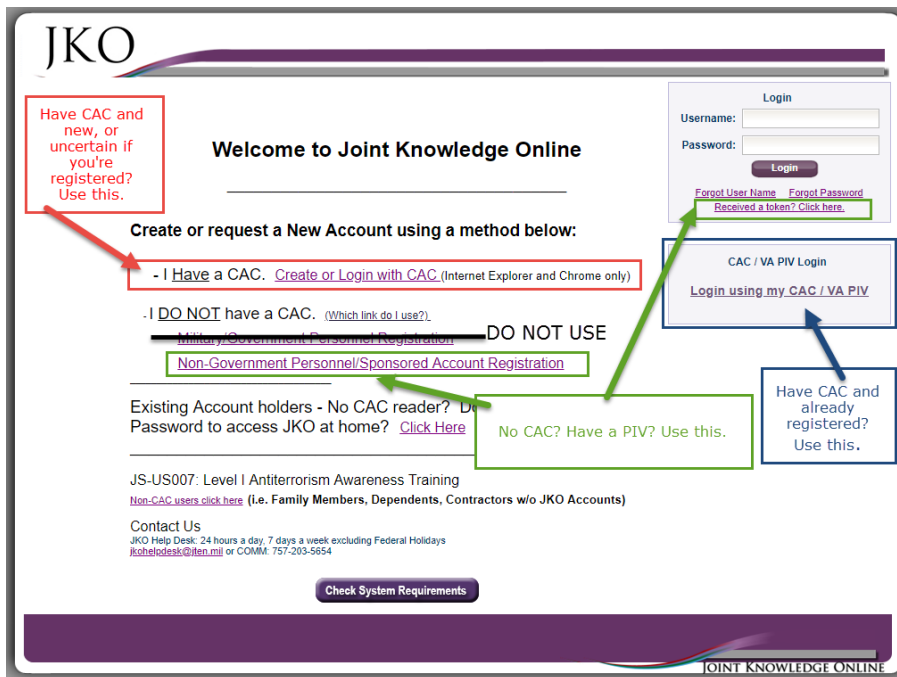 JKO
Have CAC and
new, or
uncertain if
you're
registered?
Use this.
Welcome to Joint Knowledge Online
Login
Username:
Password:
Login
Forgot User Name Forgot Password
Received a token? Click here.
Create or request a New Account using a method below:
- I Have a CAC. Create or Login with CAC (Internet Explorer and Chrome only)
CAC / VA PIV Login
Login using my CAC / VA PIV
- I DO NOT have a CAC. (Which link do I use?)
Military/Government Personnel Registration DO NOT USE
Non-Government Personnel/Sponsored Account Registration
Have CAC and
already
registered?
Use this.
Existing Account holders - No CAC reader?
Password to access JKO at home? Click Here
No CAC? Have a PIV? Use this.
JS-US007: Level I Antiterrorism Awareness Training
Non-CAC users click here (i.e. Family Members, Dependents, Contractors w/o JKO Accounts)
Contact Us
JKO Help Desk: 24 hours a day, 7 days a week excluding Federal Holidays
jkohelpdesk@jten.mil or COMM: 757-203-5654
Check System Requirements
JOINT KNOWLEDGE ONLINE